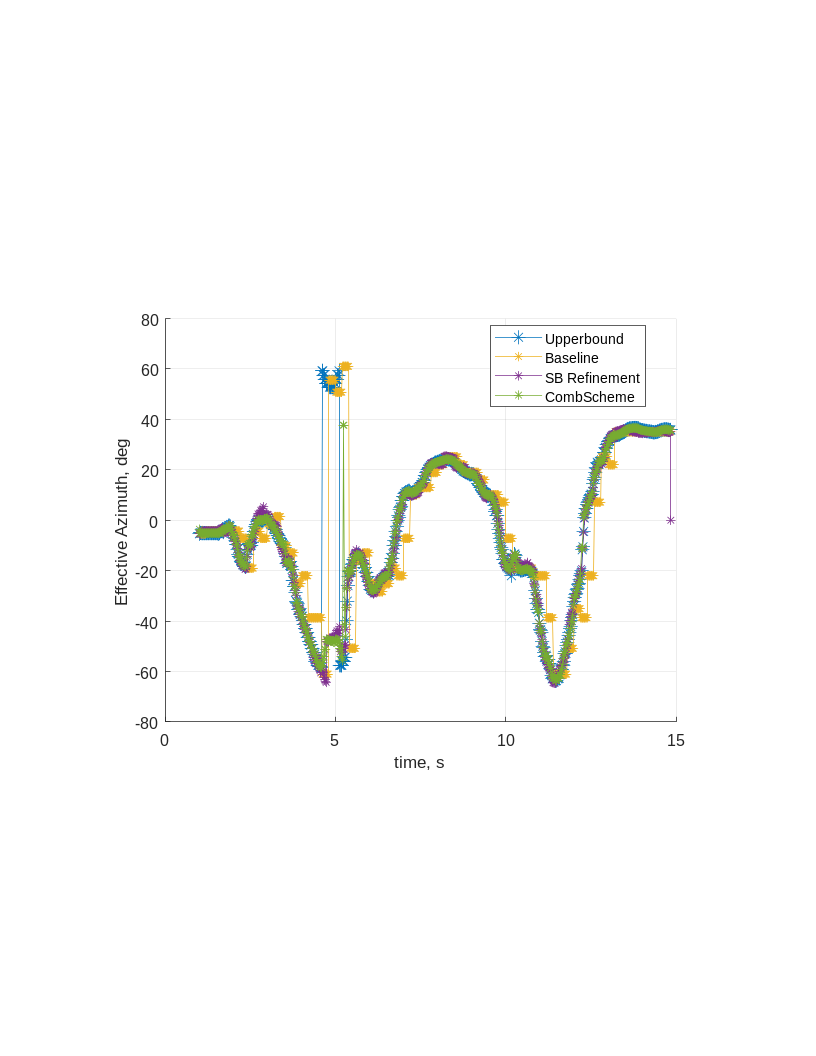 80
60
40
20
0
-20
-40
-60
-80
Effective Azimuth, deg
Upperbound
Baseline
SB Refinement
CombScheme
0 5 10 15
time, s